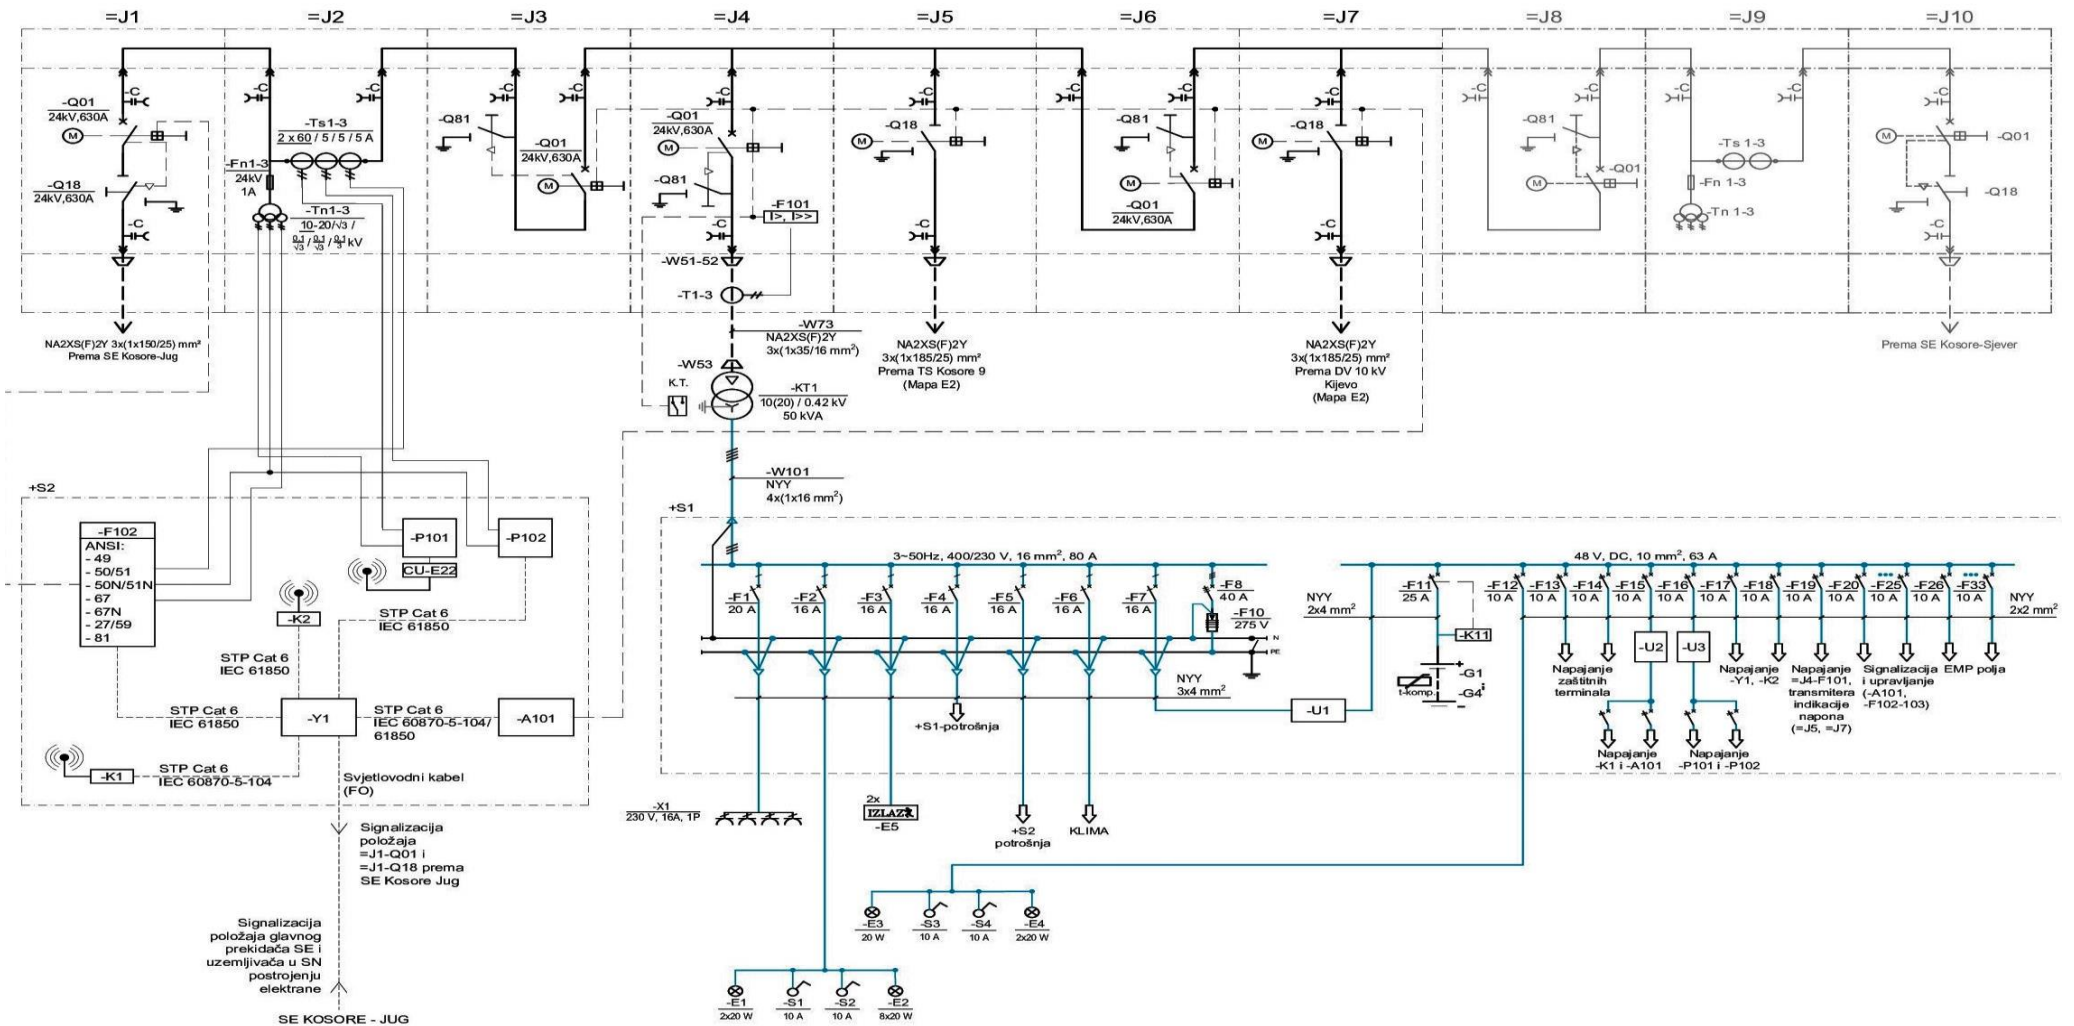 =J1
=J2
=J3
=J4
=J5
=J6
=J7
=J8
=J9
=J10
-C
-Q01
24kV,630A
M
-Q18
24kV,630A
-C
NA2XS(F)2Y 3x(1x150/25) mm²
Prema SE Kosore-Jug
-C
-C
-Ts1-3
2 x 60 / 5 / 5 / 5 A
-Fn1-3
24kV
1A
-Tn1-3
10-20/√3 /
0,1/√3 / 0,1/√3 / 0,1/3 kV
-C
-C
-Q81
-Q01
24kV,630A
M
-C
-Q01
24kV,630A
M
-Q81
-F101
I>, I>>
-C
-W51-52
-T1-3
-W73
NA2XS(F)2Y
3x(1x35/16 mm²)
-W53
K.T.
-KT1
10(20) / 0.42 kV
50 kVA
-W101
NYY
4x(1x16 mm²)
-C
-Q18
M
-C
NA2XS(F)2Y
3x(1x185/25) mm²
Prema TS Kosore 9
(Mapa E2)
-C
-C
-Q81
M
-Q01
24kV,630A
-C
-Q18
M
-C
NA2XS(F)2Y
3x(1x185/25) mm²
Prema DV 10 kV
Kijevo
(Mapa E2)
-C
-C
-Q81
-Q01
M
-C
-C
-Ts 1-3
-Fn 1-3
-Tn 1-3
-C
M
-Q01
-Q18
-C
Prema SE Kosore-Sjever
+S2
-F102
ANSI:
- 49
- 50/51
- 50N/51N
- 67
- 67N
- 27/59
- 81
-P101
CU-E22
-P102
-K2
STP Cat 6
IEC 61850
STP Cat 6
IEC 61850
STP Cat 6
IEC 61850
-Y1
STP Cat 6
IEC 60870-5-104/
61850
-A101
-K1
STP Cat 6
IEC 60870-5-104
Svjetlovodni kabel
(FO)
Signalizacija
položaja
=J1-Q01 i
=J1-Q18 prema
SE Kosore Jug
Signalizacija
položaja glavnog
prekidača SE i
uzemljivača u SN
postrojenju
elektrane
SE KOSORE - JUG
+S1
3~50Hz, 400/230 V, 16 mm², 80 A
-F1
20 A
-F2
16 A
-F3
16 A
-F4
16 A
-F5
16 A
-F6
16 A
-F7
16 A
-F8
40 A
-F10
275 V
N
PE
NYY
3x4 mm²
+S1-potrošnja
-U1
-X1
230 V, 16A, 1P
2x
IZLAZ
-E5
+S2
potrošnja
KLIMA
48 V, DC, 10 mm², 63 A
NYY
2x4 mm²
-F11
25 A
-F12
10 A
-F13
10 A
-F14
10 A
-F15
10 A
-F16
10 A
-F17
10 A
-F18
10 A
-F19
10 A
-F20
10 A
-F25
10 A
-F26
10 A
-F33
10 A
NYY
2x2 mm²
-K11
+
-G1
t-komp.
-G4
-
Napajanje
zaštitnih
terminala
-U2
-U3
Napajanje
-K1 i -A101
Napajanje
-P101 i -P102
Napajanje
-Y1, -K2
Napajanje
=J4-F101,
transmitera
indikacije
napona
(=J5, =J7)
Signalizacija
i upravljanje
(-A101,
-F102-103)
EMP polja
-E3
20 W
-S3
10 A
-S4
10 A
-E4
2x20 W
-E1
2x20 W
-S1
10 A
-S2
10 A
-E2
8x20 W